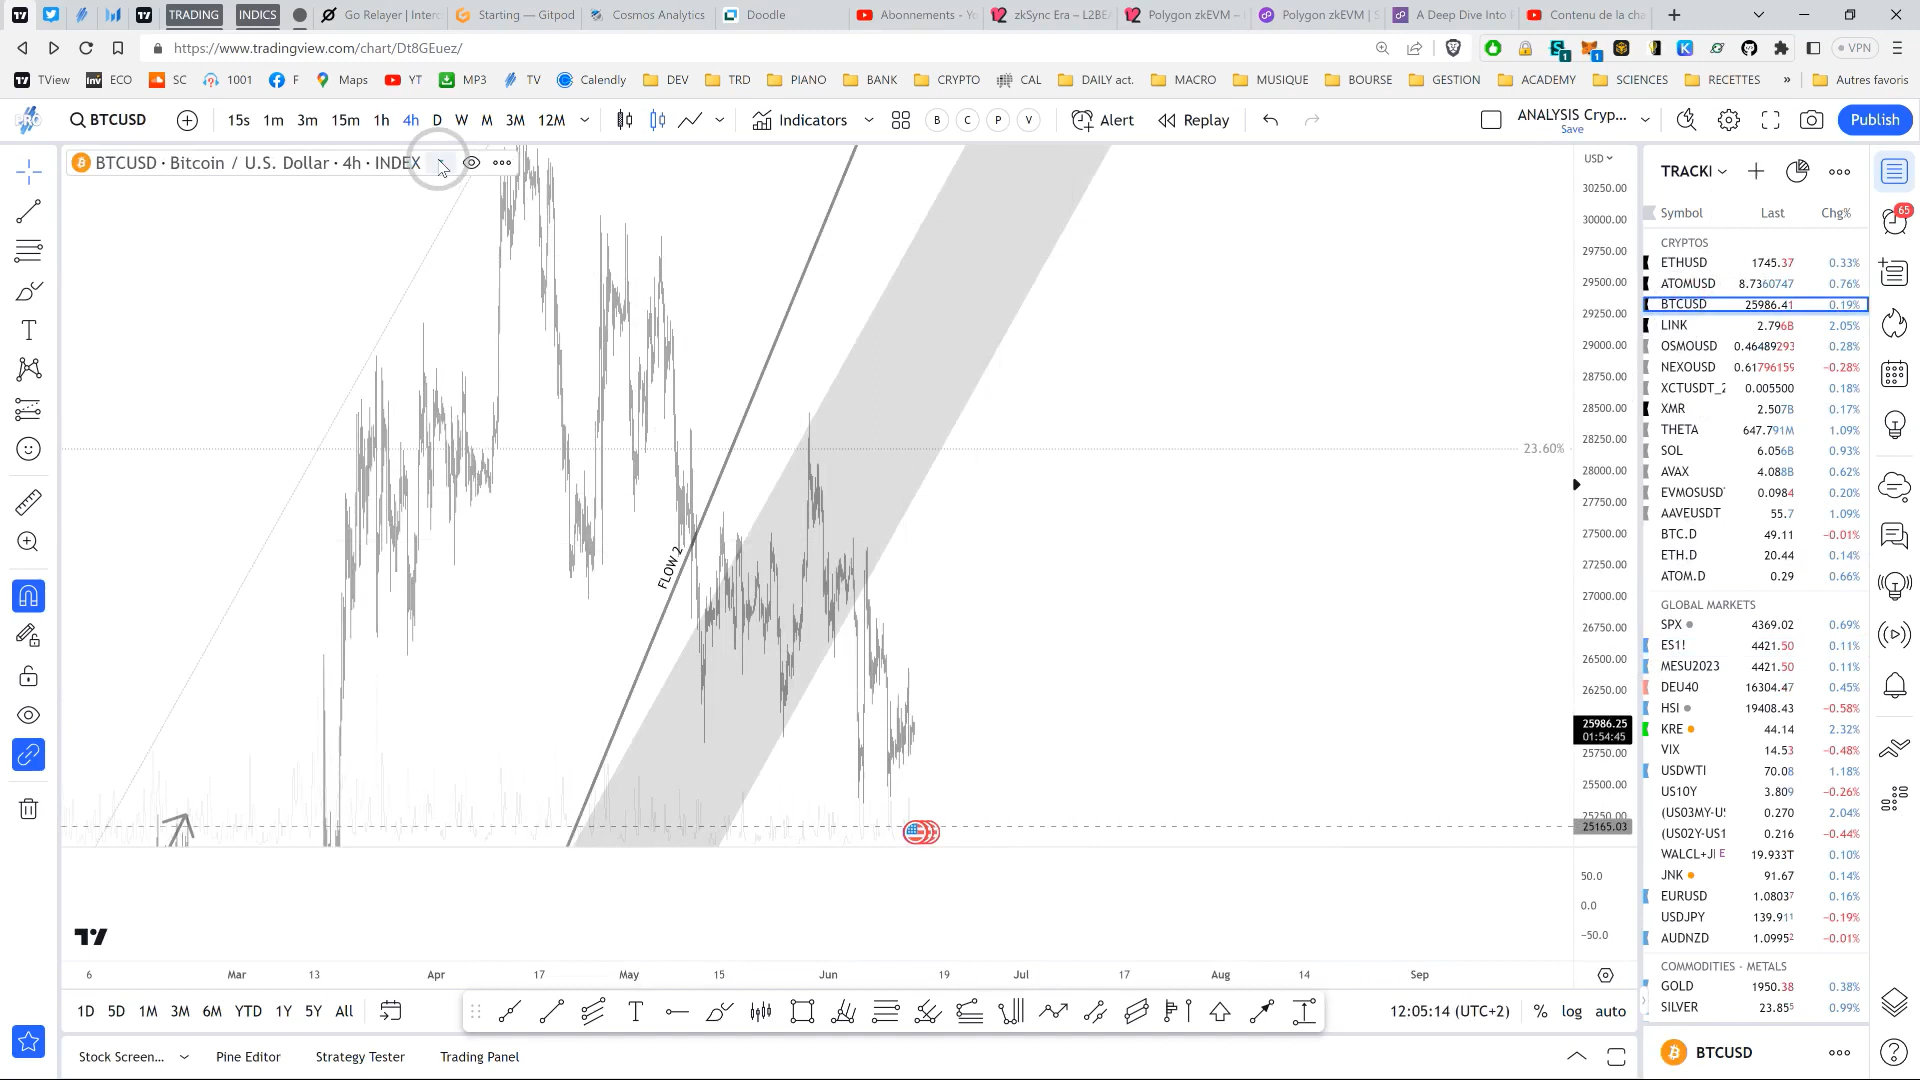 TRADING INDICS Go Relayer | Interc Starting — Gitpod Cosmos Analytics Doodle Abonnements - Yo zkSync Era – L2BEA Polygon zkEVM – Polygon zkEVM | S A Deep Dive Into Contenu de la cha
https://www.tradingview.com/chart/Dt8GEuez/ VPN
TView ECO SC 1001 F Maps YT MP3 TV Calendly DEV TRD PIANO BANK CRYPTO CAL DAILY act. MACRO MUSIQUE BOURSE GESTION ACADEMY SCIENCES RECETTES » Autres favoris
PRO BTCUSD 15s 1m 3m 15m 1h 4h D W M 3M 12M Indicators B C P V Alert Replay ANALYSIS Cryp... Save Publish
BTCUSD · Bitcoin / U.S. Dollar · 4h · INDEX
USD
30250.00
30000.00
29750.00
29500.00
29250.00
29000.00
28750.00
28500.00
28250.00
23.60%
28000.00
27750.00
27500.00
27250.00
27000.00
26750.00
26500.00
26250.00
25986.25
01:54:45
25750.00
25500.00
25250.00
25165.03
50.0
0.0
−50.0
FLOW 2
6 Mar 13 Apr 17 May 15 Jun 19 Jul 17 Aug 14 Sep
1D 5D 1M 3M 6M YTD 1Y 5Y All 12:05:14 (UTC+2) % log auto
Stock Screen... Pine Editor Strategy Tester Trading Panel
TRACKI
65
Symbol Last Chg%
CRYPTOS
ETHUSD 1745.37 0.33%
ATOMUSD 8.7360747 0.76%
BTCUSD 25986.41 0.19%
LINK 2.796B 2.05%
OSMOUSD 0.46489293 0.28%
NEXOUSD 0.61796159 −0.28%
XCTUSDT_2 0.005500 0.18%
XMR 2.507B 0.17%
THETA 647.791M 1.09%
SOL 6.056B 0.93%
AVAX 4.088B 0.62%
EVMOSUSD 0.0984 0.20%
AAVEUSDT 55.7 1.09%
BTC.D 49.11 −0.01%
ETH.D 20.44 0.14%
ATOM.D 0.29 0.66%
GLOBAL MARKETS
SPX 4369.02 0.69%
ES1! 4421.50 0.11%
MESU2023 4421.50 0.11%
DEU40 16304.47 0.45%
HSI 19408.43 −0.58%
KRE 44.14 2.32%
VIX 14.53 −0.48%
USDWTI 70.08 1.18%
US10Y 3.809 −0.26%
(US03MY-U 0.270 2.04%
(US02Y-US1 0.216 −0.44%
WALCL+J E 19.933T 0.10%
JNK 91.67 0.14%
EURUSD 1.08037 0.16%
USDJPY 139.911 −0.19%
AUDNZD 1.09952 −0.01%
COMMODITIES - METALS
GOLD 1950.38 0.38%
SILVER 23.855 0.99%
BTCUSD